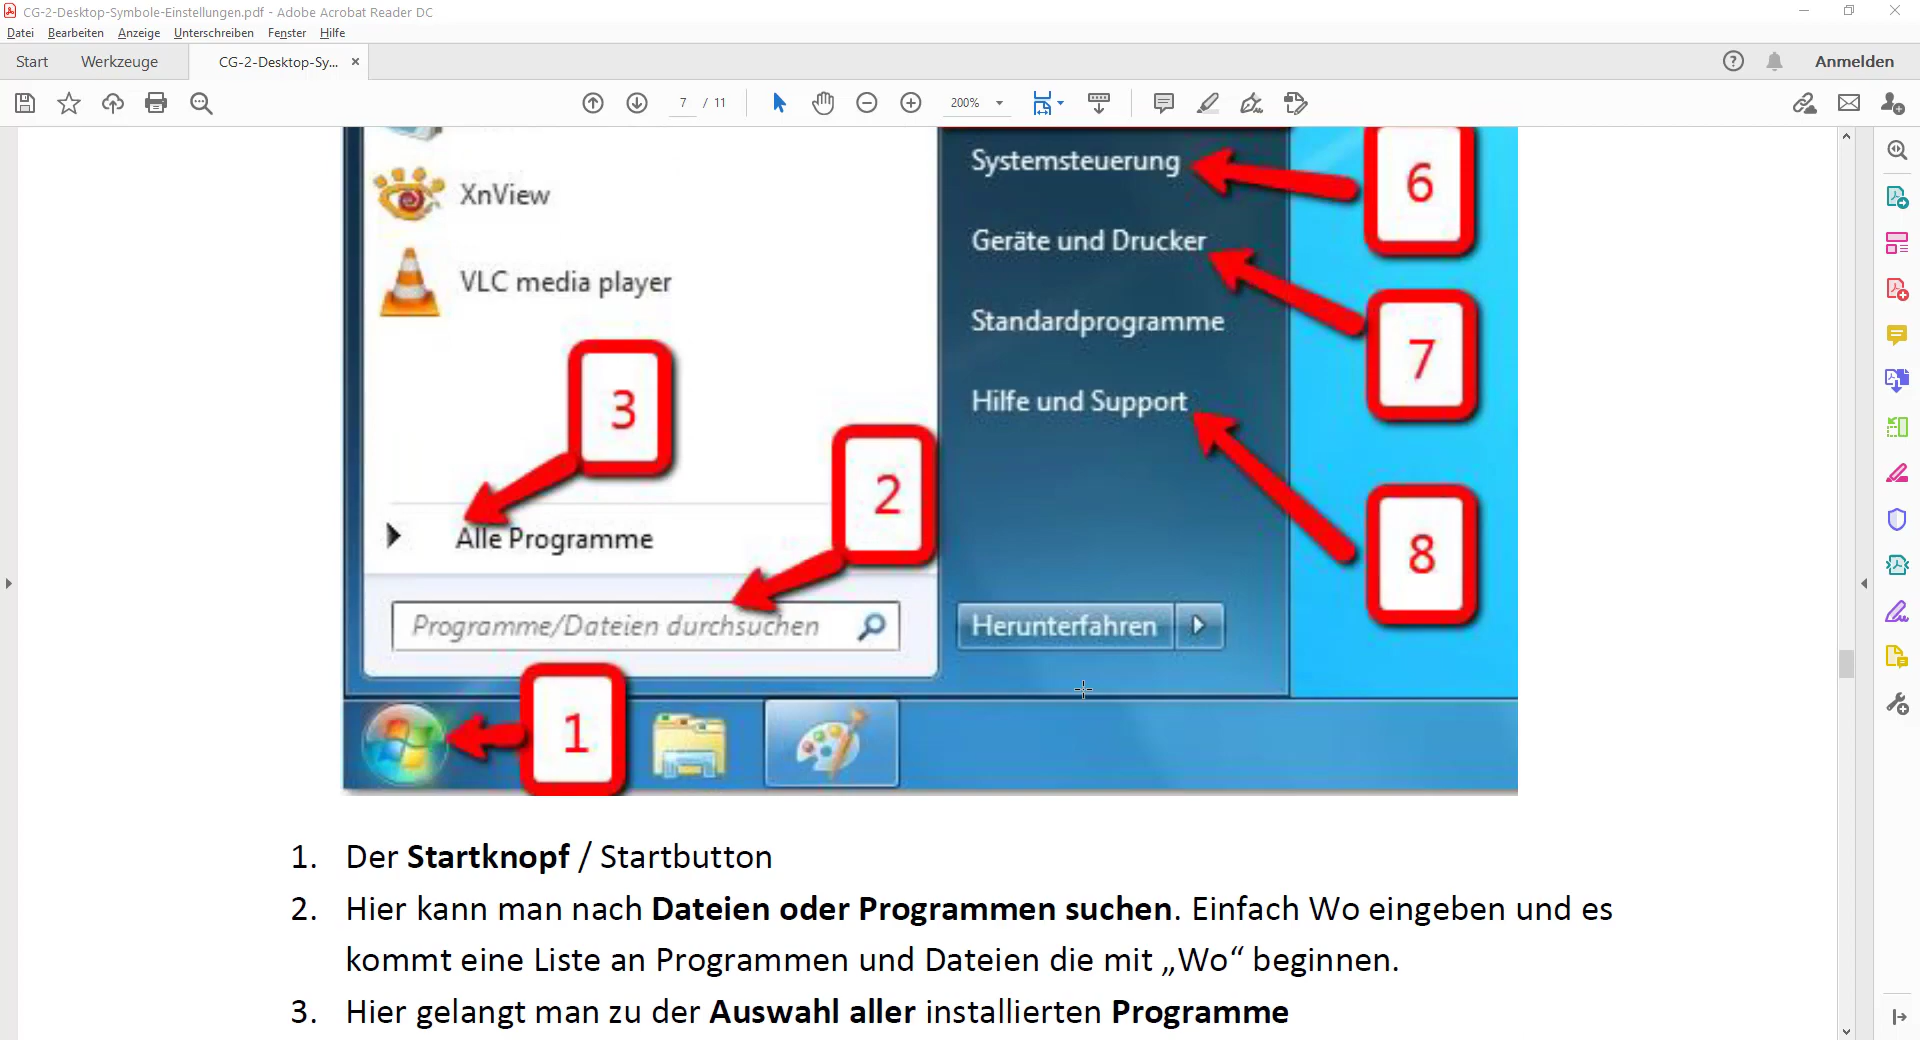 CG-2-Desktop-Symbole-Einstellungen.pdf - Adobe Acrobat Reader DC
Datei Bearbeiten Anzeige Unterschreiben Fenster Hilfe
Start Werkzeuge CG-2-Desktop-Sy... × Anmelden
7 / 11 200%
Systemsteuerung 6
XnView
Geräte und Drucker
VLC media player
Standardprogramme 7
3 Hilfe und Support
2
Alle Programme 8
Programme/Dateien durchsuchen Herunterfahren
1
1. Der Startknopf / Startbutton
2. Hier kann man nach Dateien oder Programmen suchen. Einfach Wo eingeben und es
kommt eine Liste an Programmen und Dateien die mit „Wo“ beginnen.
3. Hier gelangt man zu der Auswahl aller installierten Programme